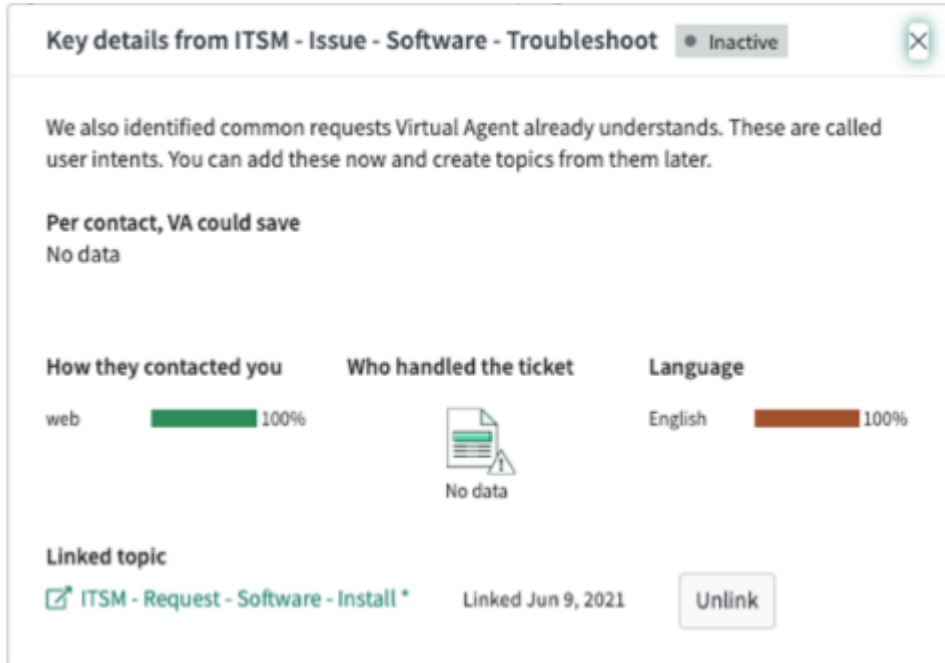 Key details from ITSM - Issue - Software - Troubleshoot Inactive
We also identified common requests Virtual Agent already understands. These are called
user intents. You can add these now and create topics from them later.
Per contact, VA could save
No data
How they contacted you Who handled the ticket Language
web 100% English 100%
No data
Linked topic
ITSM - Request - Software - Install * Linked Jun 9, 2021 Unlink